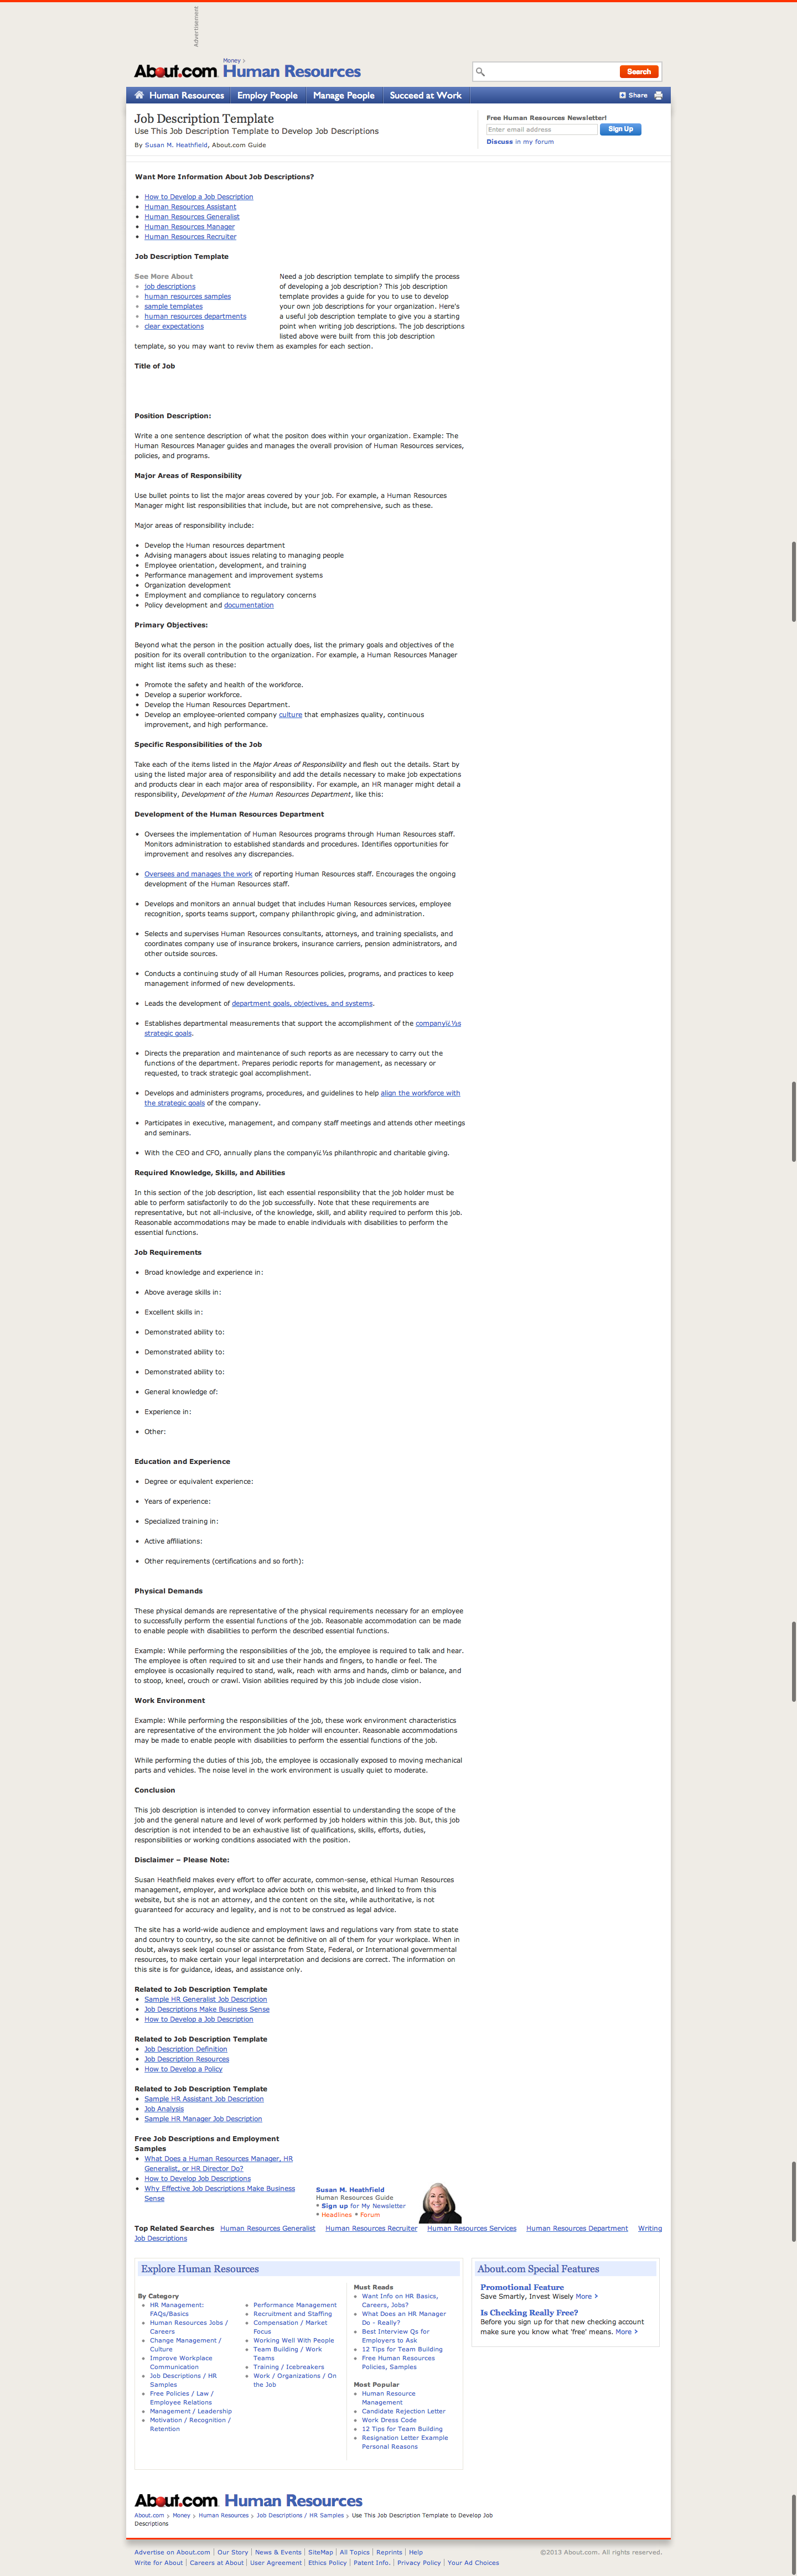 Advertisement
Money
About.com Human Resources
Search
Human Resources Employ People Manage People Succeed at Work Share
Job Description Template
Use This Job Description Template to Develop Job Descriptions
By Susan M. Heathfield, About.com Guide
Free Human Resources Newsletter!
Enter email address Sign Up
Discuss in my forum
Want More Information About Job Descriptions?
How to Develop a Job Description
Human Resources Assistant
Human Resources Generalist
Human Resources Manager
Human Resources Recruiter
Job Description Template
See More About
job descriptions
human resources samples
sample templates
human resources departments
clear expectations
Need a job description template to simplify the process
of developing a job description? This job description
template provides a guide for you to use to develop
your own job descriptions for your organization. Here's
a useful job description template to give you a starting
point when writing job descriptions. The job descriptions
listed above were built from this job description
template, so you may want to reviw them as examples for each section.
Title of Job
Position Description:
Write a one sentence description of what the positon does within your organization. Example: The
Human Resources Manager guides and manages the overall provision of Human Resources services,
policies, and programs.
Major Areas of Responsibility
Use bullet points to list the major areas covered by your job. For example, a Human Resources
Manager might list responsibilities that include, but are not comprehensive, such as these.
Major areas of responsibility include:
Develop the Human resources department
Advising managers about issues relating to managing people
Employee orientation, development, and training
Performance management and improvement systems
Organization development
Employment and compliance to regulatory concerns
Policy development and documentation
Primary Objectives:
Beyond what the person in the position actually does, list the primary goals and objectives of the
position for its overall contribution to the organization. For example, a Human Resources Manager
might list items such as these:
Promote the safety and health of the workforce.
Develop a superior workforce.
Develop the Human Resources Department.
Develop an employee-oriented company culture that emphasizes quality, continuous
improvement, and high performance.
Specific Responsibilities of the Job
Take each of the items listed in the Major Areas of Responsibility and flesh out the details. Start by
using the listed major area of responsibility and add the details necessary to make job expectations
and products clear in each major area of responsibility. For example, an HR manager might detail a
responsibility, Development of the Human Resources Department, like this:
Development of the Human Resources Department
Oversees the implementation of Human Resources programs through Human Resources staff.
Monitors administration to established standards and procedures. Identifies opportunities for
improvement and resolves any discrepancies.
Oversees and manages the work of reporting Human Resources staff. Encourages the ongoing
development of the Human Resources staff.
Develops and monitors an annual budget that includes Human Resources services, employee
recognition, sports teams support, company philanthropic giving, and administration.
Selects and supervises Human Resources consultants, attorneys, and training specialists, and
coordinates company use of insurance brokers, insurance carriers, pension administrators, and
other outside sources.
Conducts a continuing study of all Human Resources policies, programs, and practices to keep
management informed of new developments.
Leads the development of department goals, objectives, and systems.
Establishes departmental measurements that support the accomplishment of the companyï¿½s
strategic goals.
Directs the preparation and maintenance of such reports as are necessary to carry out the
functions of the department. Prepares periodic reports for management, as necessary or
requested, to track strategic goal accomplishment.
Develops and administers programs, procedures, and guidelines to help align the workforce with
the strategic goals of the company.
Participates in executive, management, and company staff meetings and attends other meetings
and seminars.
With the CEO and CFO, annually plans the companyï¿½s philanthropic and charitable giving.
Required Knowledge, Skills, and Abilities
In this section of the job description, list each essential responsibility that the job holder must be
able to perform satisfactorily to do the job successfully. Note that these requirements are
representative, but not all-inclusive, of the knowledge, skill, and ability required to perform this job.
Reasonable accommodations may be made to enable individuals with disabilities to perform the
essential functions.
Job Requirements
Broad knowledge and experience in:
Above average skills in:
Excellent skills in:
Demonstrated ability to:
Demonstrated ability to:
Demonstrated ability to:
General knowledge of:
Experience in:
Other:
Education and Experience
Degree or equivalent experience:
Years of experience:
Specialized training in:
Active affiliations:
Other requirements (certifications and so forth):
Physical Demands
These physical demands are representative of the physical requirements necessary for an employee
to successfully perform the essential functions of the job. Reasonable accommodation can be made
to enable people with disabilities to perform the described essential functions.
Example: While performing the responsibilities of the job, the employee is required to talk and hear.
The employee is often required to sit and use their hands and fingers, to handle or feel. The
employee is occasionally required to stand, walk, reach with arms and hands, climb or balance, and
to stoop, kneel, crouch or crawl. Vision abilities required by this job include close vision.
Work Environment
Example: While performing the responsibilities of the job, these work environment characteristics
are representative of the environment the job holder will encounter. Reasonable accommodations
may be made to enable people with disabilities to perform the essential functions of the job.
While performing the duties of this job, the employee is occasionally exposed to moving mechanical
parts and vehicles. The noise level in the work environment is usually quiet to moderate.
Conclusion
This job description is intended to convey information essential to understanding the scope of the
job and the general nature and level of work performed by job holders within this job. But, this job
description is not intended to be an exhaustive list of qualifications, skills, efforts, duties,
responsibilities or working conditions associated with the position.
Disclaimer – Please Note:
Susan Heathfield makes every effort to offer accurate, common-sense, ethical Human Resources
management, employer, and workplace advice both on this website, and linked to from this
website, but she is not an attorney, and the content on the site, while authoritative, is not
guaranteed for accuracy and legality, and is not to be construed as legal advice.
The site has a world-wide audience and employment laws and regulations vary from state to state
and country to country, so the site cannot be definitive on all of them for your workplace. When in
doubt, always seek legal counsel or assistance from State, Federal, or International governmental
resources, to make certain your legal interpretation and decisions are correct. The information on
this site is for guidance, ideas, and assistance only.
Related to Job Description Template
Sample HR Generalist Job Description
Job Descriptions Make Business Sense
How to Develop a Job Description
Related to Job Description Template
Job Description Definition
Job Description Resources
How to Develop a Policy
Related to Job Description Template
Sample HR Assistant Job Description
Job Analysis
Sample HR Manager Job Description
Free Job Descriptions and Employment
Samples
What Does a Human Resources Manager, HR
Generalist, or HR Director Do?
How to Develop Job Descriptions
Why Effective Job Descriptions Make Business
Sense
Susan M. Heathfield
Human Resources Guide
Sign up for My Newsletter
Headlines Forum
Top Related Searches Human Resources Generalist Human Resources Recruiter Human Resources Services Human Resources Department Writing
Job Descriptions
Explore Human Resources
By Category
HR Management:
FAQs/Basics
Human Resources Jobs /
Careers
Change Management /
Culture
Improve Workplace
Communication
Job Descriptions / HR
Samples
Free Policies / Law /
Employee Relations
Management / Leadership
Motivation / Recognition /
Retention
Performance Management
Recruitment and Staffing
Compensation / Market
Focus
Working Well With People
Team Building / Work
Teams
Training / Icebreakers
Work / Organizations / On
the Job
Must Reads
Want Info on HR Basics,
Careers, Jobs?
What Does an HR Manager
Do - Really?
Best Interview Qs for
Employers to Ask
12 Tips for Team Building
Free Human Resources
Policies, Samples
Most Popular
Human Resource
Management
Candidate Rejection Letter
Work Dress Code
12 Tips for Team Building
Resignation Letter Example
Personal Reasons
About.com Special Features
Promotional Feature
Save Smartly, Invest Wisely More
Is Checking Really Free?
Before you sign up for that new checking account
make sure you know what 'free' means. More
About.com Human Resources
About.com Money Human Resources Job Descriptions / HR Samples Use This Job Description Template to Develop Job
Descriptions
Advertise on About.com | Our Story | News & Events | SiteMap | All Topics | Reprints | Help
©2013 About.com. All rights reserved.
Write for About | Careers at About | User Agreement | Ethics Policy | Patent Info. | Privacy Policy | Your Ad Choices